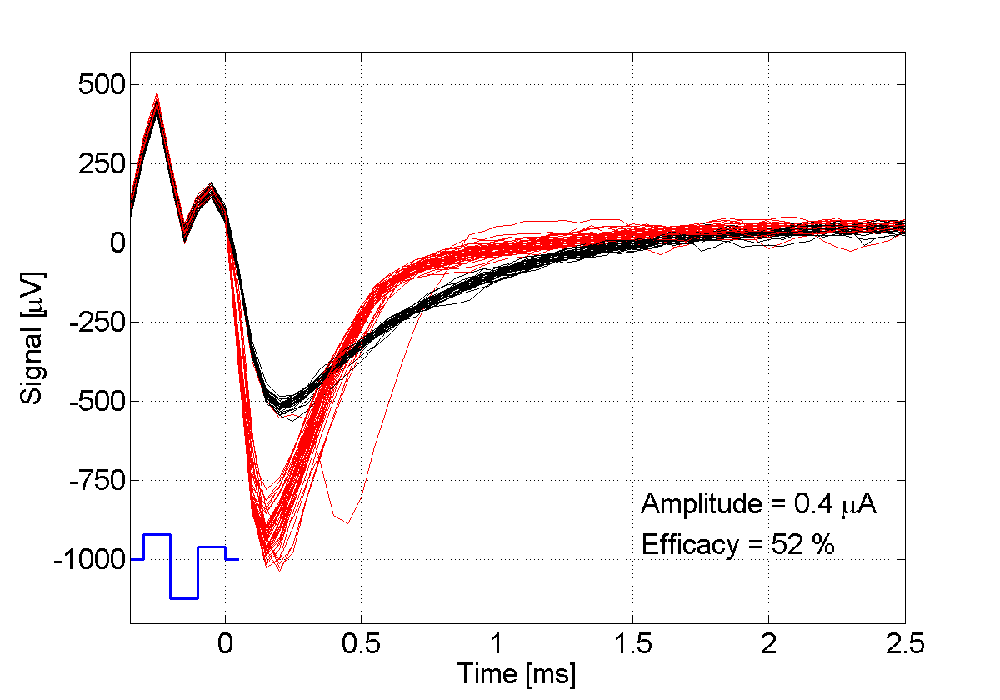 500
250
0
-250
-500
-750
-1000
Signal [μV]
Amplitude = 0.4 μA
Efficacy = 52 %
0 0.5 1 1.5 2 2.5
Time [ms]